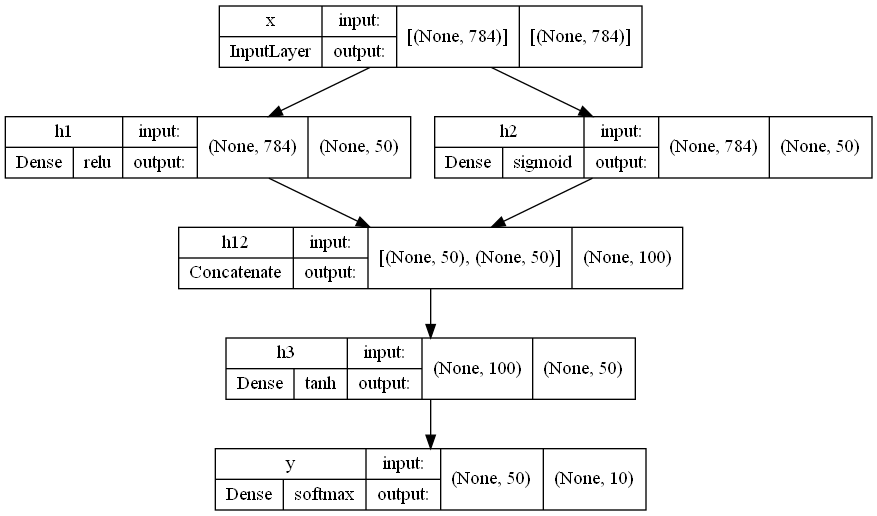 x input: [(None, 784)] [(None, 784)]
InputLayer output:
h1 input: (None, 784) (None, 50)
Dense relu output:
h2 input: (None, 784) (None, 50)
Dense sigmoid output:
h12 input: [(None, 50), (None, 50)] (None, 100)
Concatenate output:
h3 input: (None, 100) (None, 50)
Dense tanh output:
y input: (None, 50) (None, 10)
Dense softmax output: